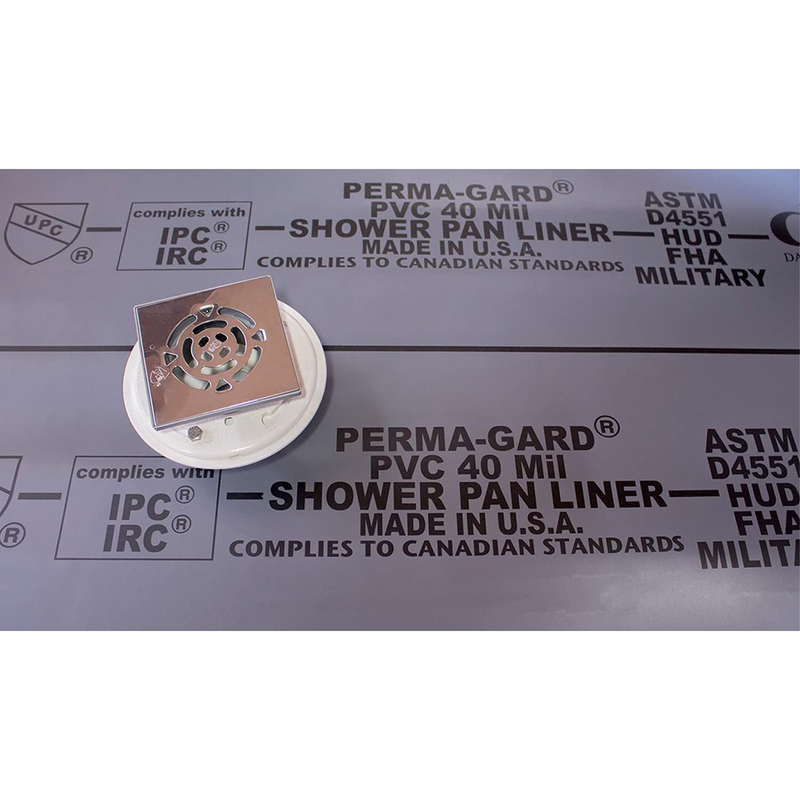 UPC®
complies with
IPC®
IRC®
PERMA-GARD®
PVC 40 Mil
SHOWER PAN LINER
MADE IN U.S.A.
COMPLIES TO CANADIAN STANDARDS
ASTM
D4551
HUD
FHA
MILITARY
®
complies with
IPC®
IRC®
PERMA-GARD®
PVC 40 Mil
SHOWER PAN LINER
MADE IN U.S.A.
COMPLIES TO CANADIAN STANDARDS
ASTM
D4551
HUD
FHA